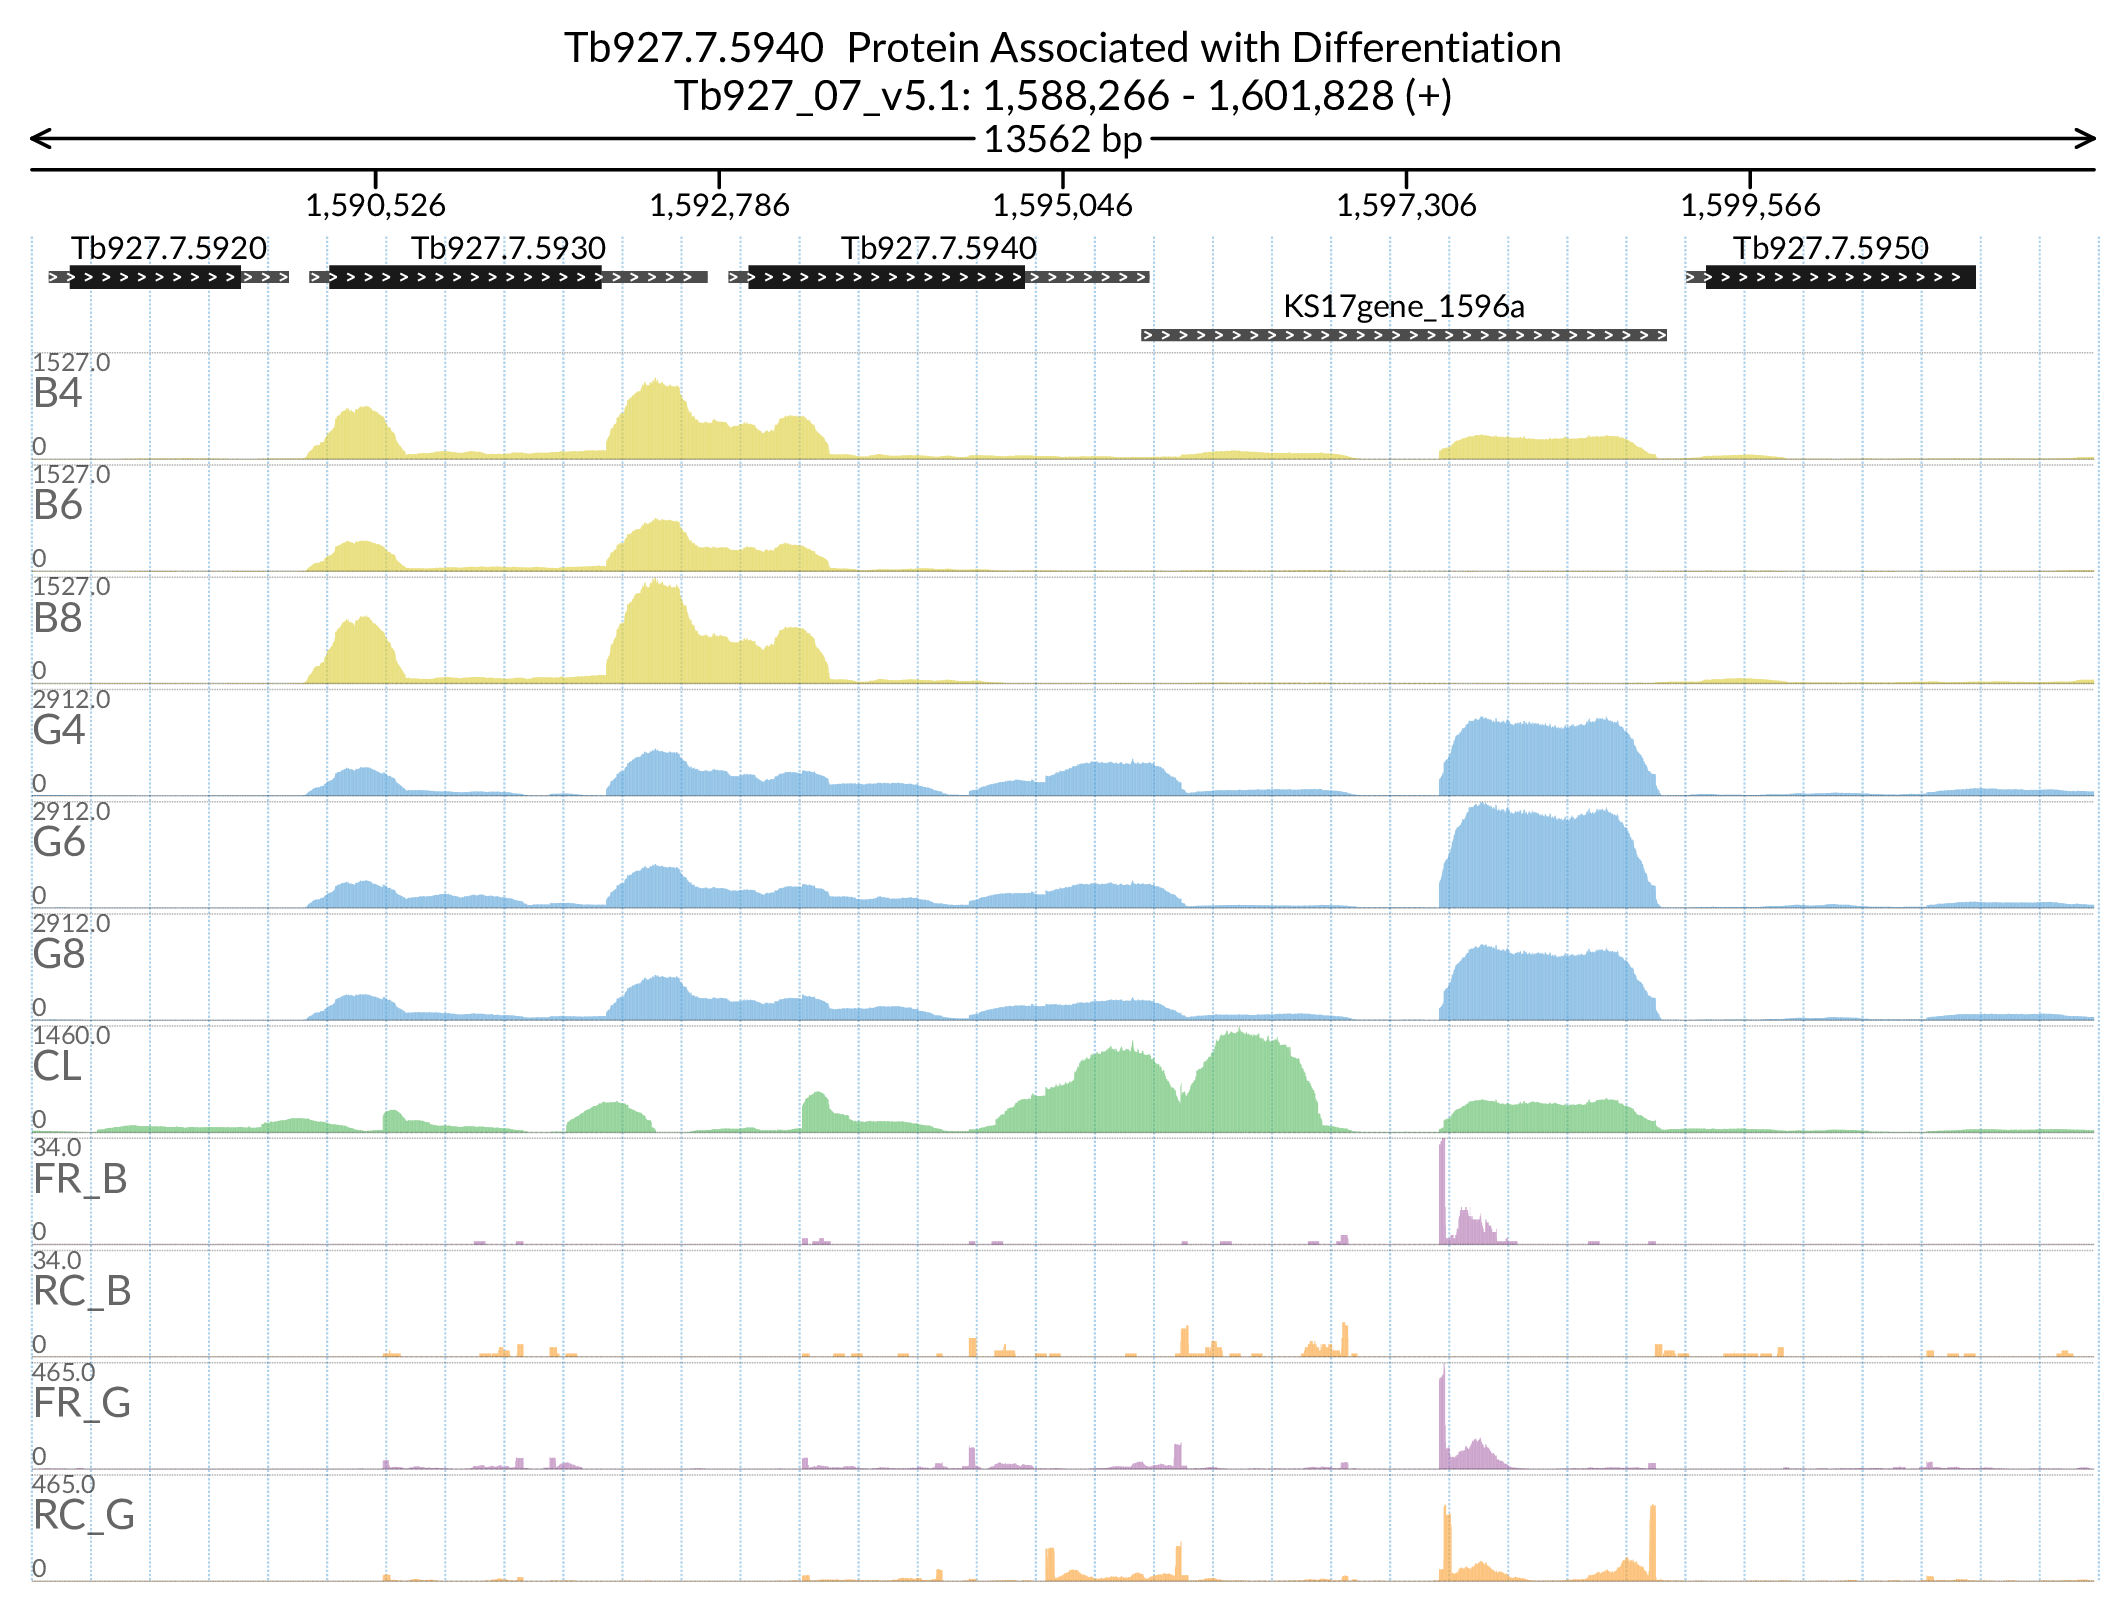 Tb927.7.5940  Protein Associated with Differentiation
Tb927_07_v5.1: 1,588,266 - 1,601,828 (+)
13562 bp
1,590,526 1,592,786 1,595,046 1,597,306 1,599,566
Tb927.7.5920 Tb927.7.5930 Tb927.7.5940 Tb927.7.5950
KS17gene_1596a
1527.0
B4
0
1527.0
B6
0
1527.0
B8
0
2912.0
G4
0
2912.0
G6
0
2912.0
G8
0
1460.0
CL
0
34.0
FR_B
0
34.0
RC_B
0
465.0
FR_G
0
465.0
RC_G
0